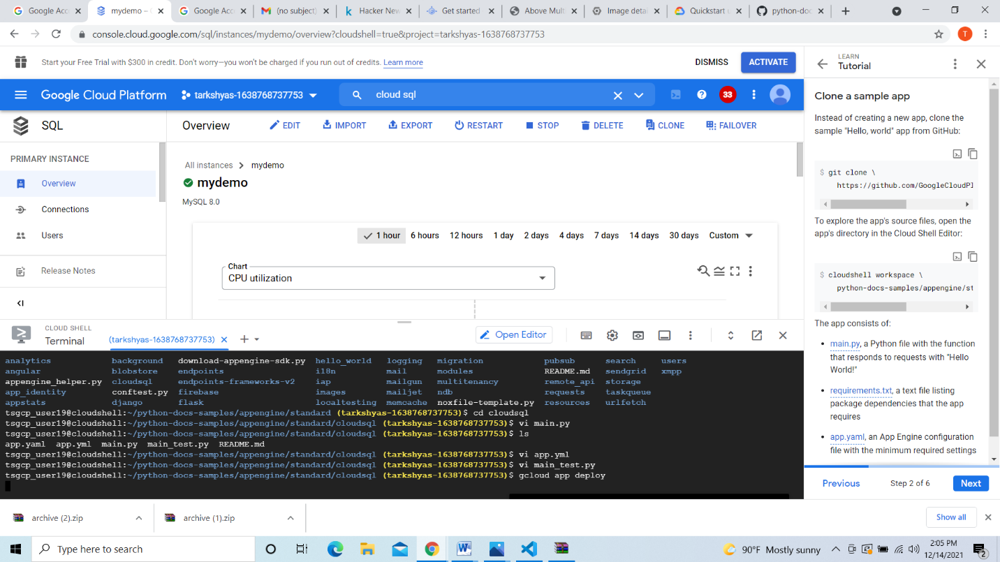 Google Acc
mydemo – 
Google Acc
(no subject)
Hacker New
Get started
Above Mult
Image detai
Quickstart u
python-doc
console.cloud.google.com/sql/instances/mydemo/overview?cloudshell=true&project=tarkshyas-1638768737753
T
Start your Free Trial with $300 in credit. Don't worry—you won't be charged if you run out of credits. Learn more
DISMISS
ACTIVATE
Google Cloud Platform
tarkshyas-1638768737753
cloud sql
33
SQL
Overview
EDIT
IMPORT
EXPORT
RESTART
STOP
DELETE
CLONE
FAILOVER
PRIMARY INSTANCE
Overview
Connections
Users
Release Notes
All instances
mydemo
mydemo
MySQL 8.0
1 hour
6 hours
12 hours
1 day
2 days
4 days
7 days
14 days
30 days
Custom
Chart
CPU utilization
LEARN
Tutorial
Clone a sample app
Instead of creating a new app, clone the
sample "Hello, world" app from GitHub:
$ git clone \
https://github.com/GoogleCloudPl
To explore the app's source files, open the
app's directory in the Cloud Shell Editor:
$ cloudshell workspace \
python-docs-samples/appengine/st
The app consists of:
• main.py, a Python file with the function
that responds to requests with "Hello
World!"
• requirements.txt, a text file listing
package dependencies that the app
requires
• app.yaml, an App Engine configuration
file with the minimum required settings
Previous
Step 2 of 6
Next
CLOUD SHELL
Terminal
(tarkshyas-1638768737753)
Open Editor
analytics background download-appengine-sdk.py hello_world logging migration pubsub search users
angular blobstore endpoints i18n mail modules README.md sendgrid xmpp
appengine_helper.py cloudsql endpoints-frameworks-v2 iap mailgun multitenancy remote_api storage
app_identity conftest.py firebase images mailjet ndb requests taskqueue
appstats django flask localtesting memcache noxfile-template.py resources urlfetch
tsgcp_user19@cloudshell:~/python-docs-samples/appengine/standard (tarkshyas-1638768737753)$ cd cloudsql
tsgcp_user19@cloudshell:~/python-docs-samples/appengine/standard/cloudsql (tarkshyas-1638768737753)$ vi main.py
tsgcp_user19@cloudshell:~/python-docs-samples/appengine/standard/cloudsql (tarkshyas-1638768737753)$ ls
app.yaml app.yml main.py main_test.py README.md
tsgcp_user19@cloudshell:~/python-docs-samples/appengine/standard/cloudsql (tarkshyas-1638768737753)$ vi app.yml
tsgcp_user19@cloudshell:~/python-docs-samples/appengine/standard/cloudsql (tarkshyas-1638768737753)$ vi main_test.py
tsgcp_user19@cloudshell:~/python-docs-samples/appengine/standard/cloudsql (tarkshyas-1638768737753)$ gcloud app deploy
archive (2).zip
archive (1).zip
Show all
Type here to search
90°F Mostly sunny
2:05 PM
12/14/2021
2